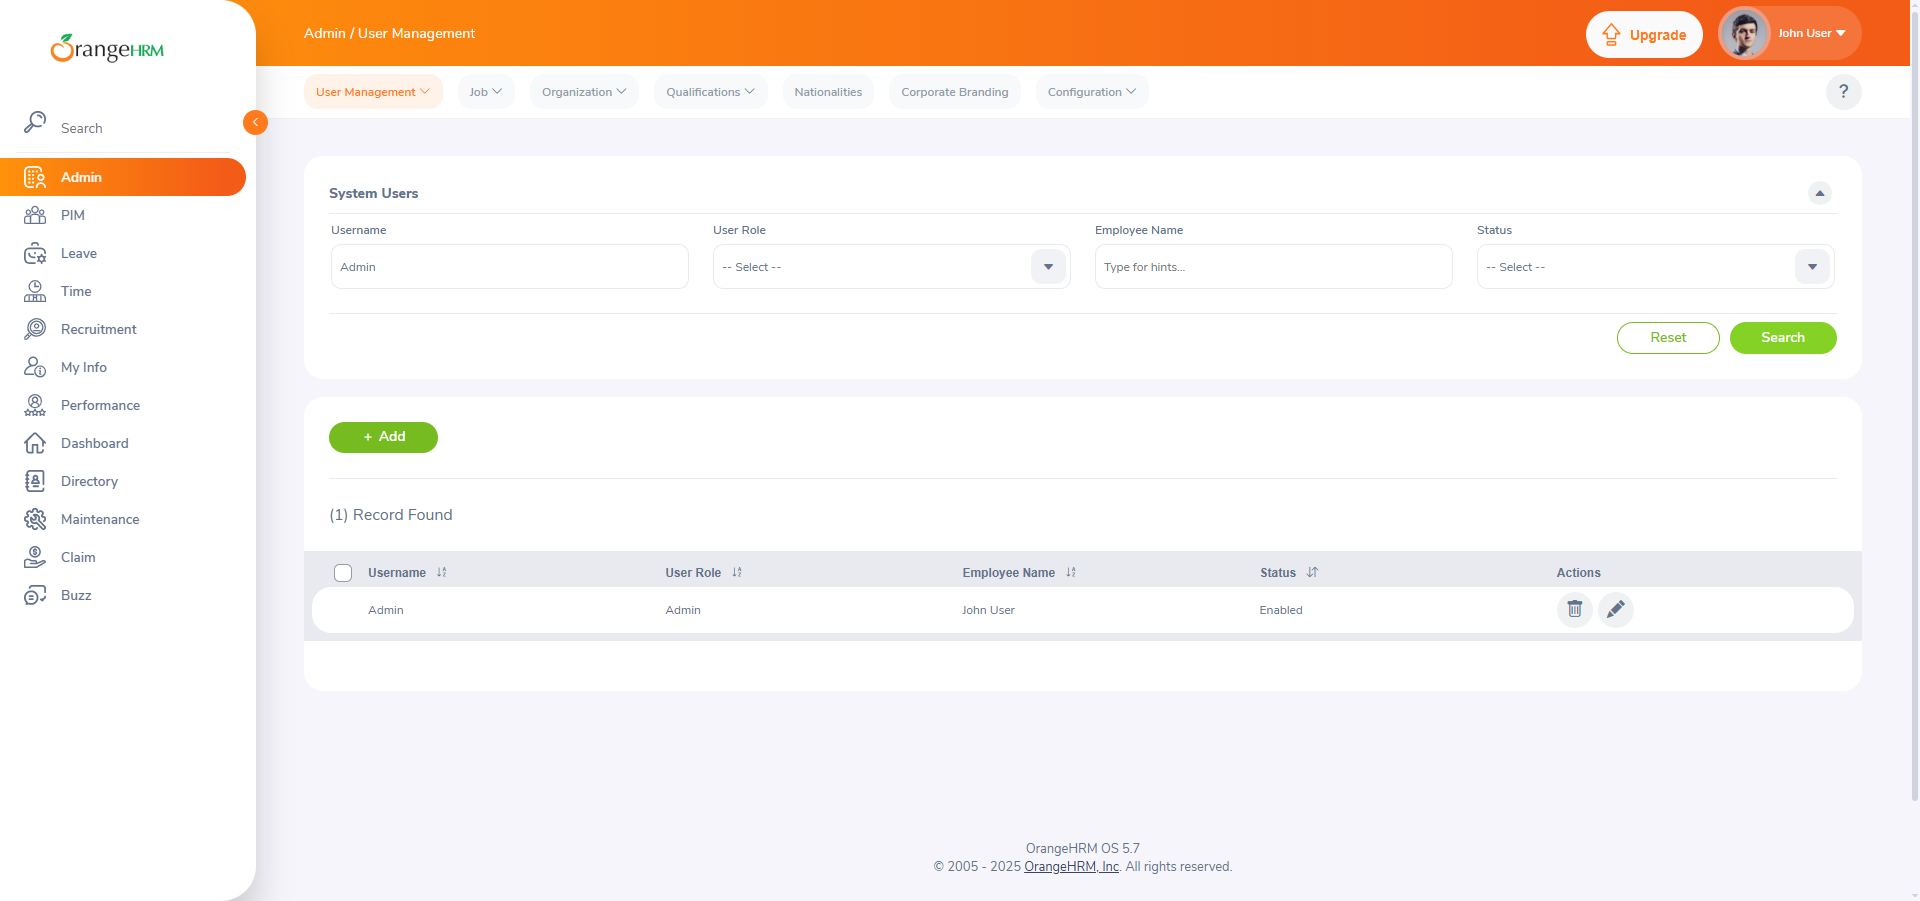 OrangeHRM
Admin / User Management
Upgrade
John User
User Management
Job
Organization
Qualifications
Nationalities
Corporate Branding
Configuration
?
Search
Admin
PIM
Leave
Time
Recruitment
My Info
Performance
Dashboard
Directory
Maintenance
Claim
Buzz
System Users
Username
User Role
Employee Name
Status
Admin
-- Select --
Type for hints...
-- Select --
Reset
Search
+ Add
(1) Record Found
Username
User Role
Employee Name
Status
Actions
Admin
Admin
John User
Enabled
OrangeHRM OS 5.7
© 2005 - 2025 OrangeHRM, Inc. All rights reserved.